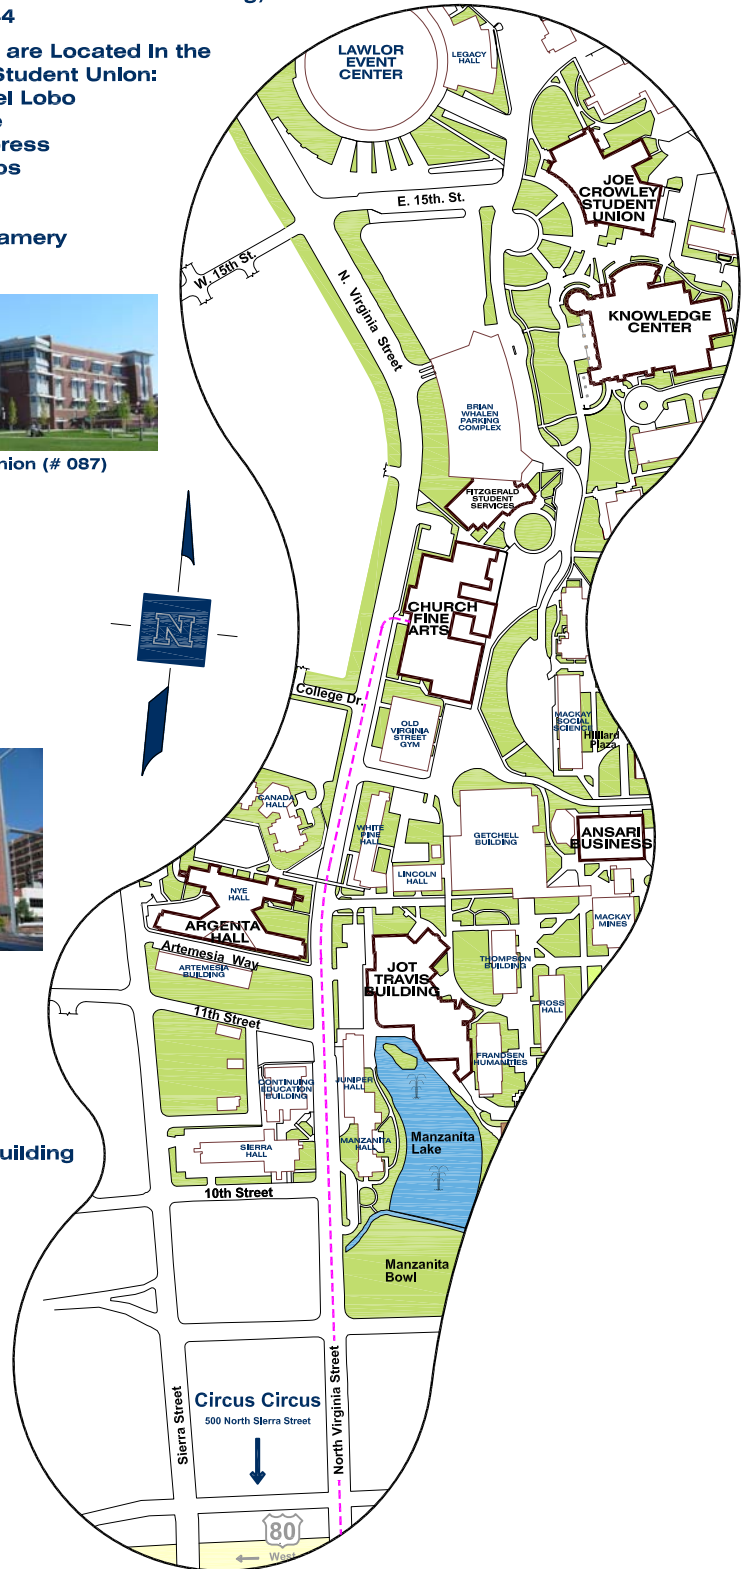 are Located In the
Student Union:
el Lobo
amery
nion (# 087)
uilding
LAWLOR
EVENT
CENTER
LEGACY
HALL
JOE
CROWLEY
STUDENT
UNION
E. 15th. St.
W. 15th St.
N. Virginia Street
KNOWLEDGE
CENTER
BRIAN
WHALEN
PARKING
COMPLEX
FITZGERALD
STUDENT
SERVICES
N
CHURCH
FINE
ARTS
College Dr.
OLD
VIRGINIA
STREET
GYM
MACKAY
SOCIAL
SCIENCE
Hilliard
Plaza
CANADA
HALL
WHITE
PINE
HALL
GETCHELL
BUILDING
ANSARI
BUSINESS
LINCOLN
HALL
NYE
HALL
ARGENTA
HALL
MACKAY
MINES
Artemesia Way
ARTEMESIA
BUILDING
JOT
TRAVIS
BUILDING
THOMPSON
BUILDING
ROSS
HALL
11th Street
FRANDSEN
HUMANITIES
CONTINUING
EDUCATION
BUILDING
JUNIPER
HALL
SIERRA
HALL
MANZANITA
HALL
Manzanita
Lake
10th Street
Manzanita
Bowl
Sierra Street
North Virginia Street
Circus Circus
500 North Sierra Street
80
West